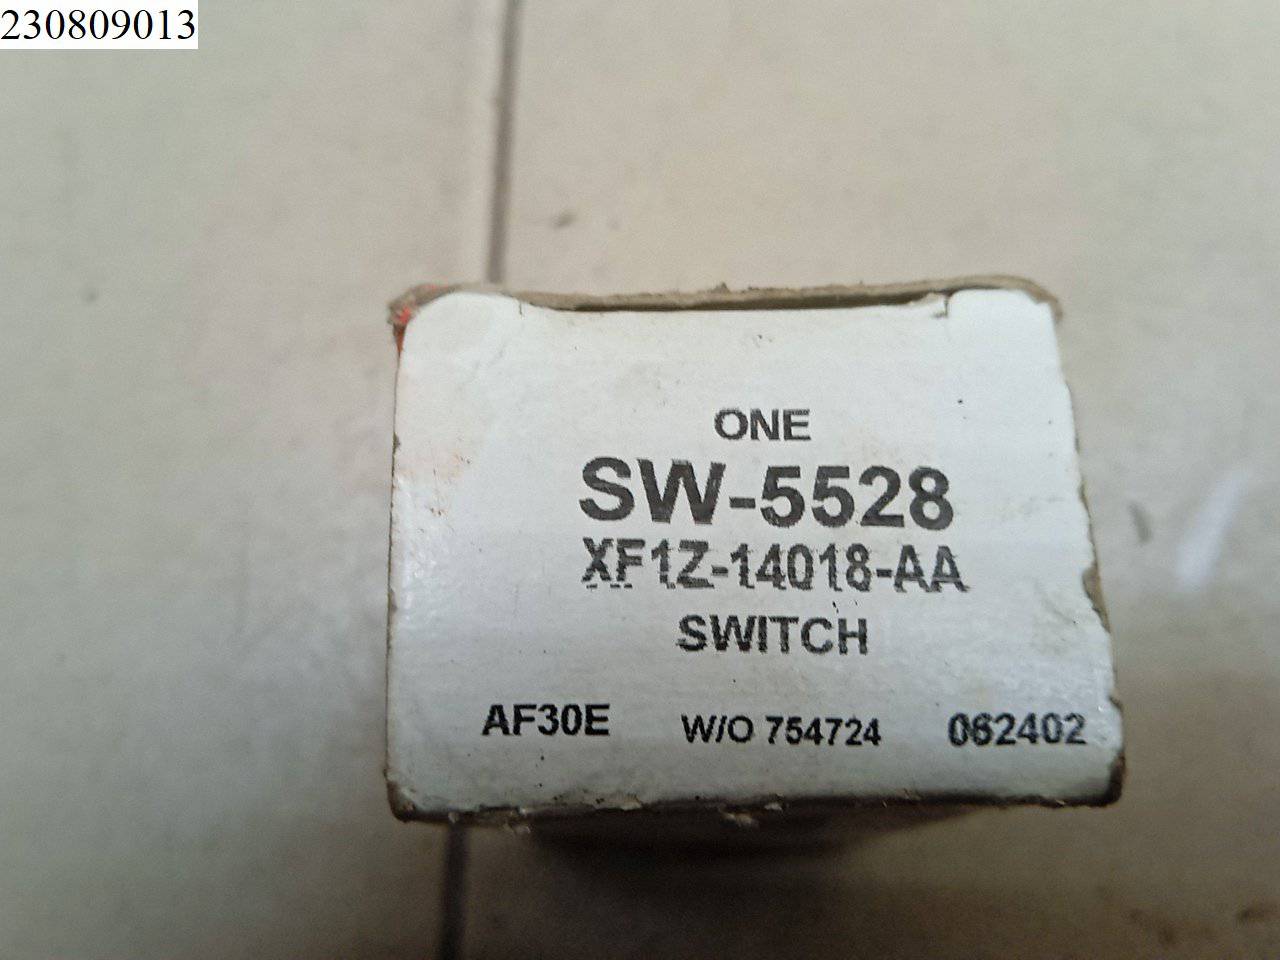 230809013
ONE
SW-5528
XF1Z-14018-AA
SWITCH
AF30E W/O 754724 062402